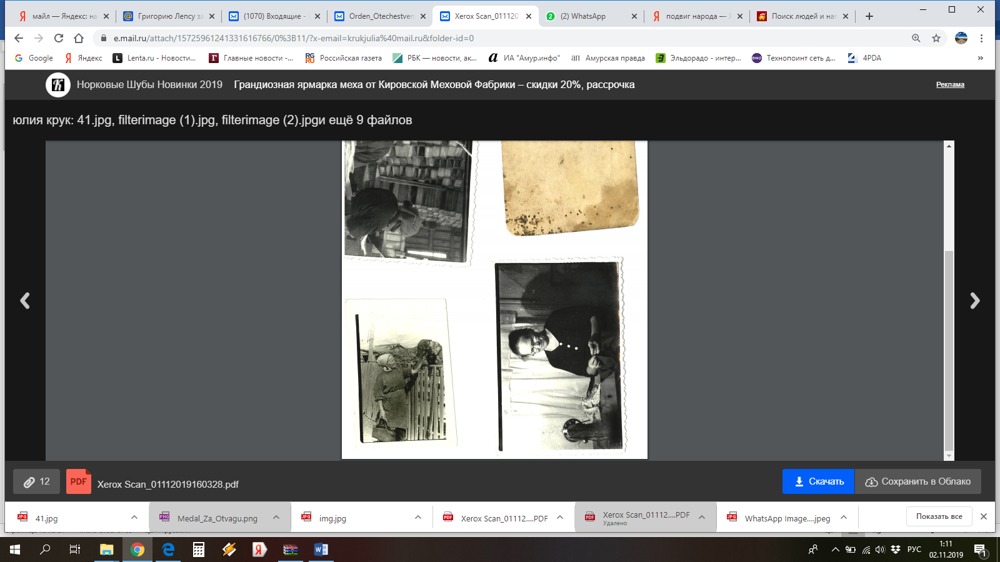 майл — Яндекс: на
Григорию Лепсу за
(1070) Входящие -
Orden_Otechestven
Xerox Scan_011120
(2) WhatsApp
подвиг народа — Я
Поиск людей и наг
e.mail.ru/attach/15725961241331616766/0%3B11/?x-email=krukjulia%40mail.ru&folder-id=0
Google
Яндекс
Lenta.ru - Новости...
Главные новости -...
Российская газета
РБК — новости, ак...
ИА "Амур.инфо"
Амурская правда
Эльдорадо - интер...
Технопоинт сеть д...
4PDA
»
Норковые Шубы Новинки 2019 Грандиозная ярмарка меха от Кировской Меховой Фабрики – скидки 20%, рассрочка
Реклама
юлия крук: 41.jpg, filterimage (1).jpg, filterimage (2).jpgи ещё 9 файлов
12
PDF
Xerox Scan_01112019160328.pdf
Скачать
Сохранить в Облако
41.jpg
Medal_Za_Otvagu.png
img.jpg
Xerox Scan_01112....PDF
Xerox Scan_01112....PDF
Удалено
WhatsApp Image....jpeg
Показать все
РУС
1:11
02.11.2019
1